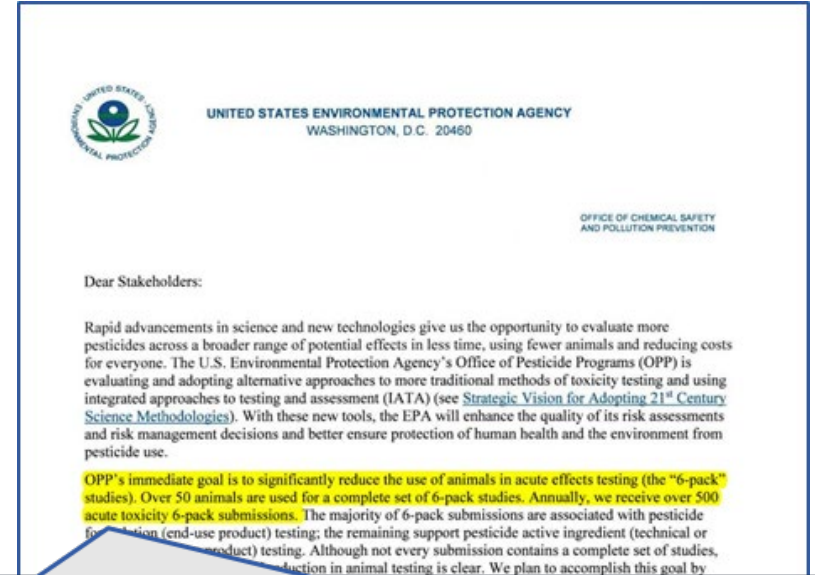 UNITED STATES ENVIRONMENTAL PROTECTION AGENCY
WASHINGTON, D.C. 20460
UNITED STATES
ENVIRONMENTAL PROTECTION AGENCY
OFFICE OF CHEMICAL SAFETY
AND POLLUTION PREVENTION
Dear Stakeholders:
Rapid advancements in science and new technologies give us the opportunity to evaluate more
pesticides across a broader range of potential effects in less time, using fewer animals and reducing costs
for everyone. The U.S. Environmental Protection Agency's Office of Pesticide Programs (OPP) is
evaluating and adopting alternative approaches to more traditional methods of toxicity testing and using
integrated approaches to testing and assessment (IATA) (see Strategic Vision for Adopting 21st Century
Science Methodologies). With these new tools, the EPA will enhance the quality of its risk assessments
and risk management decisions and better ensure protection of human health and the environment from
pesticide use.
OPP's immediate goal is to significantly reduce the use of animals in acute effects testing (the "6-pack"
studies). Over 50 animals are used for a complete set of 6-pack studies. Annually, we receive over 500
acute toxicity 6-pack submissions. The majority of 6-pack submissions are associated with pesticide
(end-use product) testing; the remaining support pesticide active ingredient (technical or
product) testing. Although not every submission contains a complete set of studies,
in animal testing is clear. We plan to accomplish this goal by